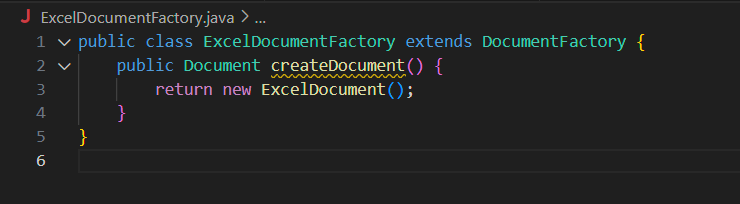 J ExcelDocumentFactory.java > ...
1 public class ExcelDocumentFactory extends DocumentFactory {
2     public Document createDocument() {
3         return new ExcelDocument();
4     }
5 }
6